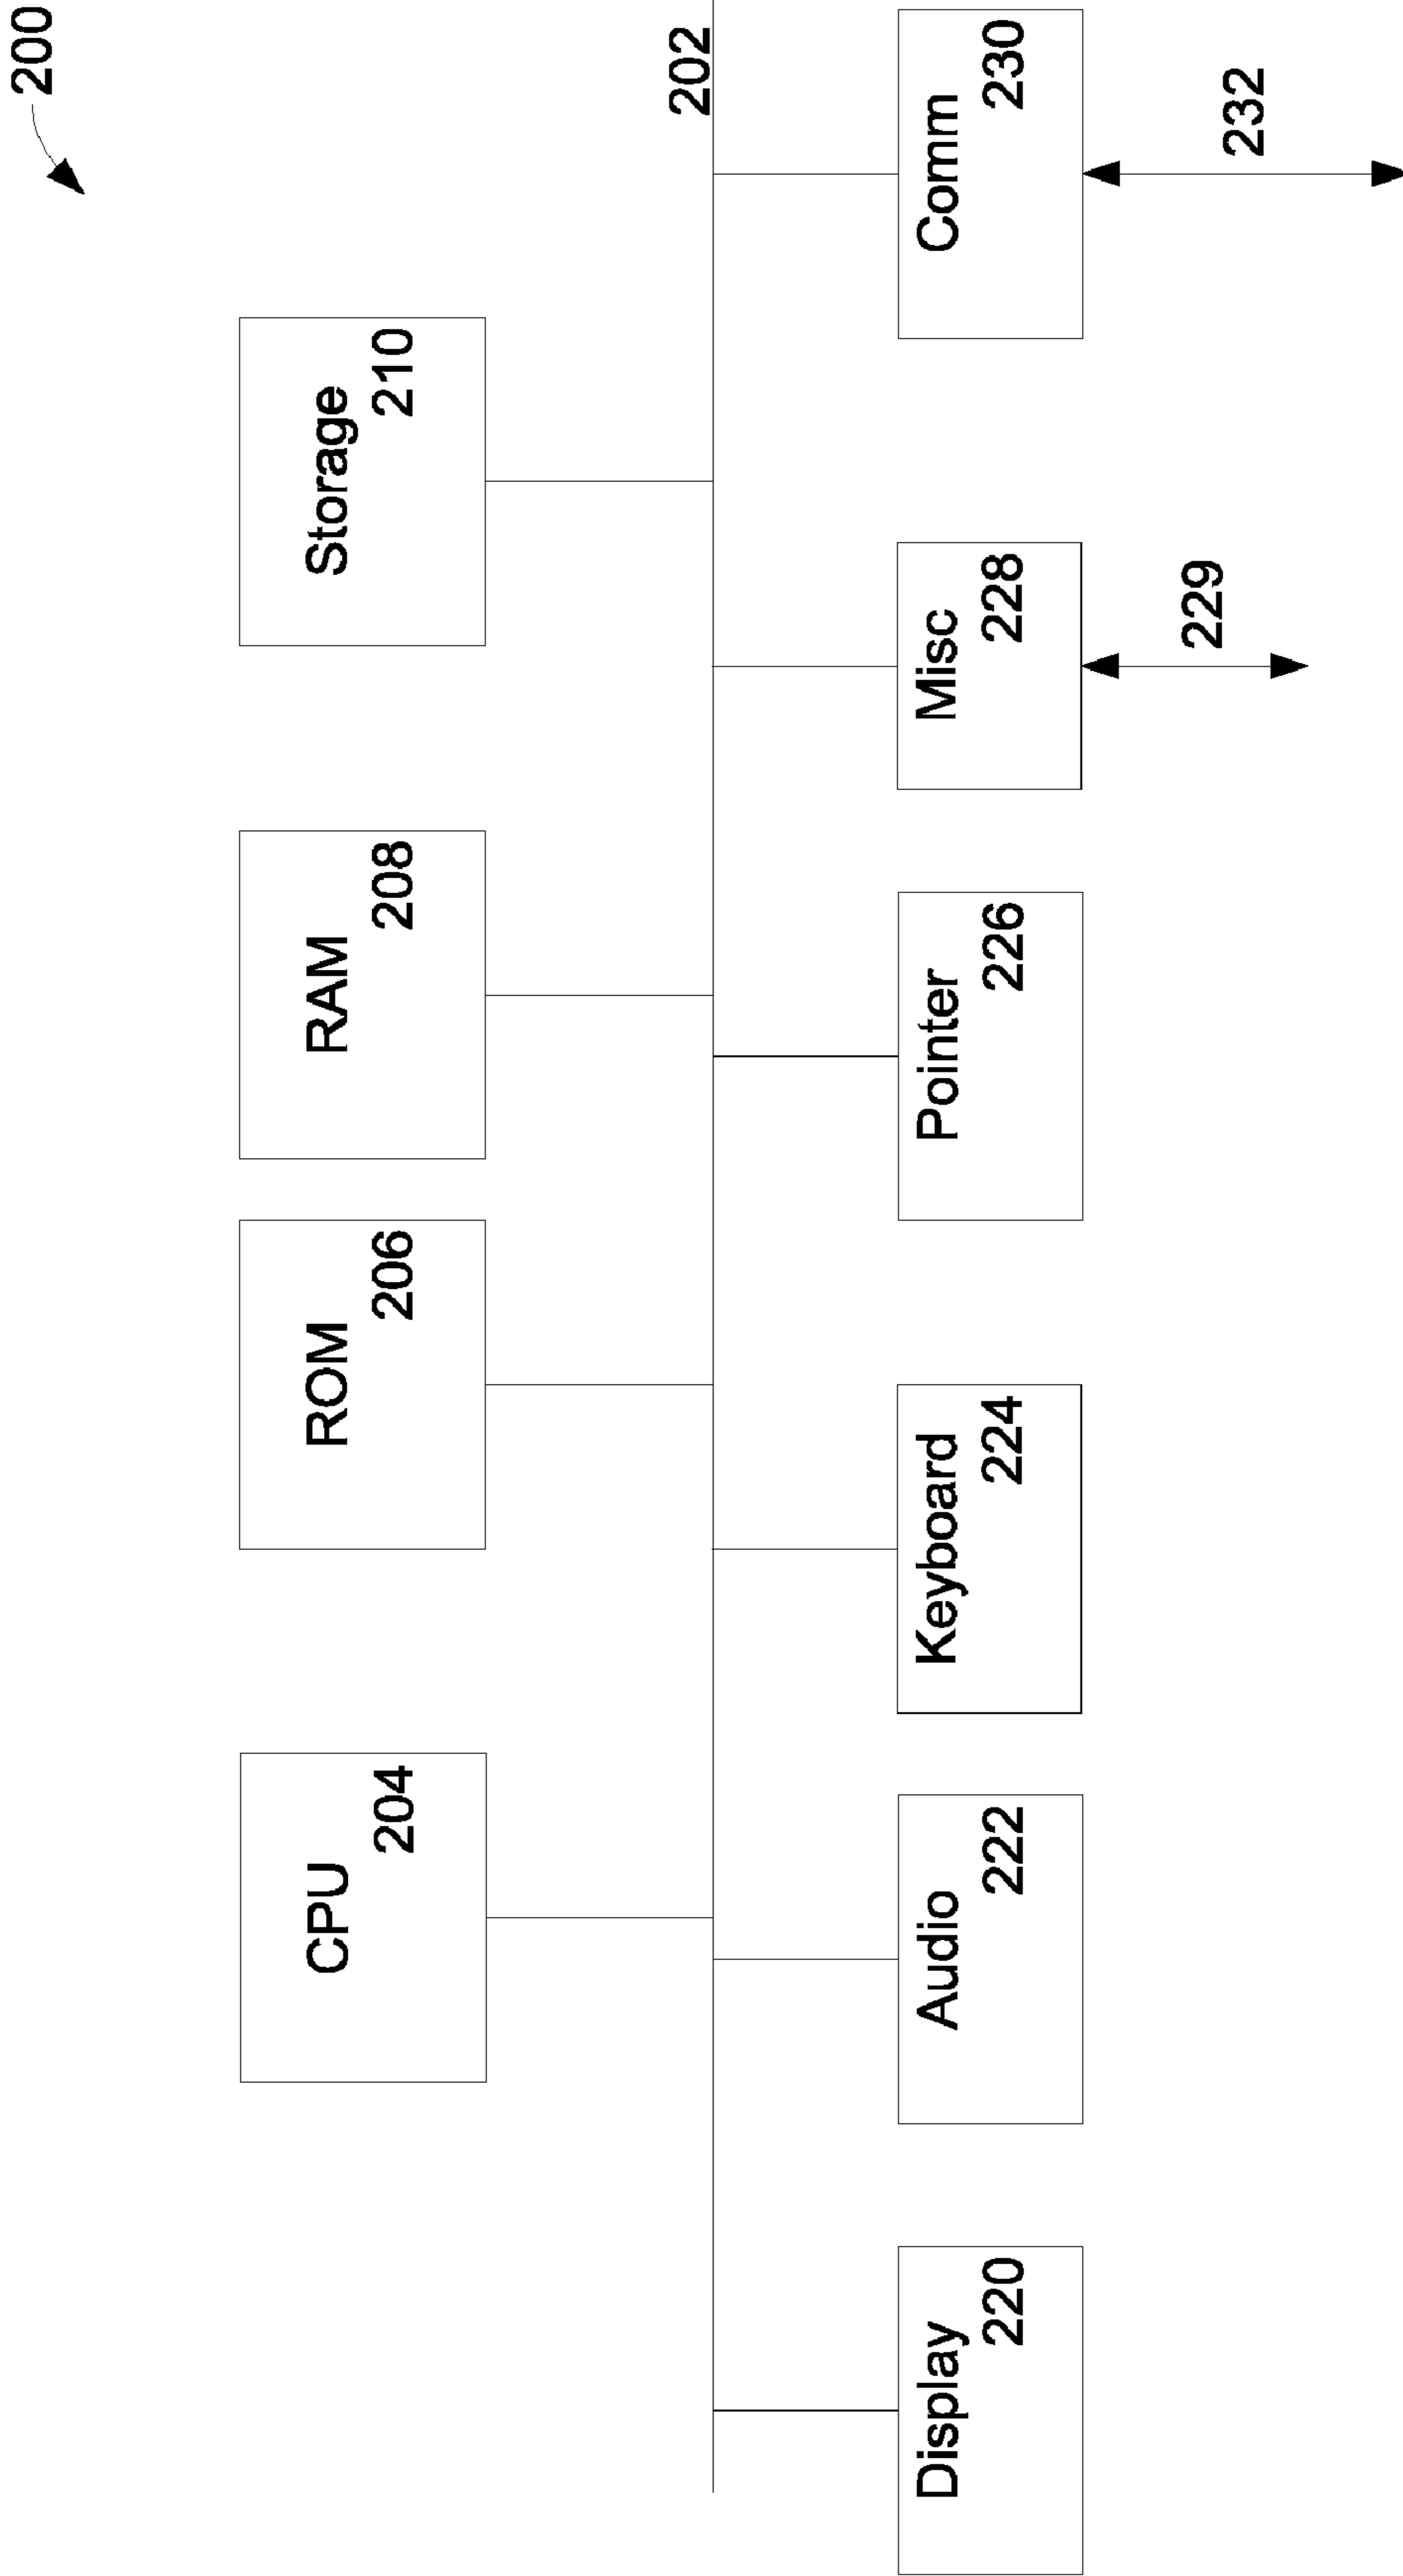 200
CPU
204
ROM
206
RAM
208
Storage
210
202
Display
220
Audio
222
Keyboard
224
Pointer
226
Misc
228
Comm
230
229
232